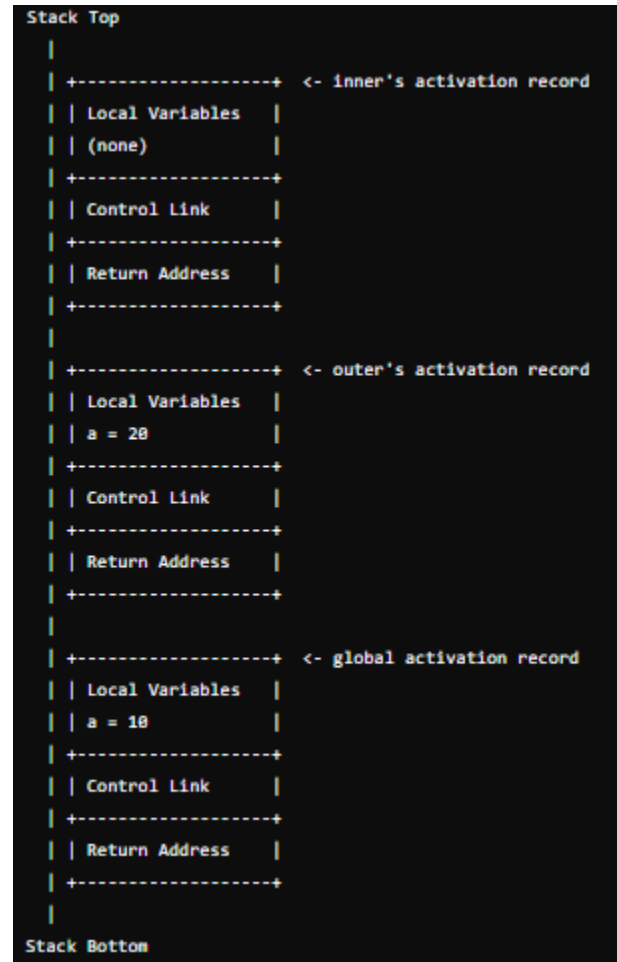 Stack Top
  |
  | +-------------------+  <- inner's activation record
  | | Local Variables   |
  | | (none)            |
  | +-------------------+
  | | Control Link      |
  | +-------------------+
  | | Return Address    |
  | +-------------------+
  |
  | +-------------------+  <- outer's activation record
  | | Local Variables   |
  | | a = 20            |
  | +-------------------+
  | | Control Link      |
  | +-------------------+
  | | Return Address    |
  | +-------------------+
  |
  | +-------------------+  <- global activation record
  | | Local Variables   |
  | | a = 10            |
  | +-------------------+
  | | Control Link      |
  | +-------------------+
  | | Return Address    |
  | +-------------------+
  |
Stack Bottom